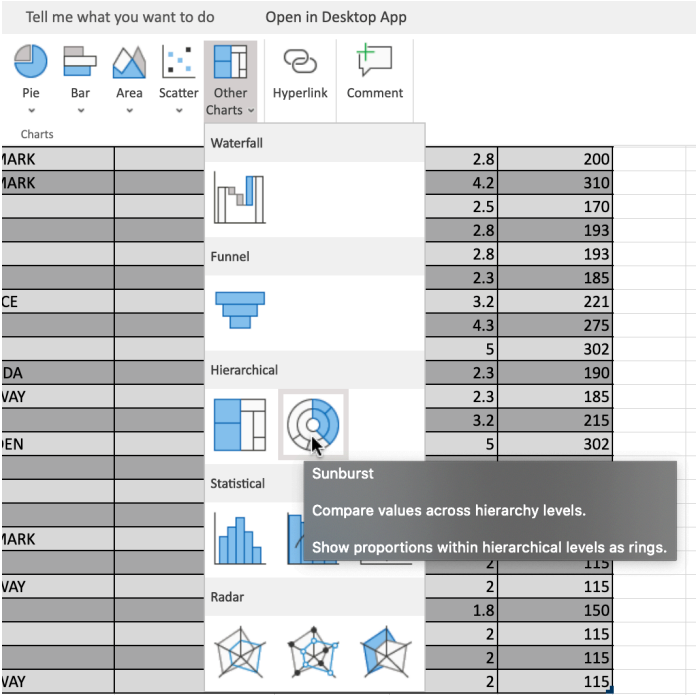 Tell me what you want to do Open in Desktop App
Pie Bar Area Scatter Other Charts Hyperlink Comment
Charts
Waterfall
MARK 2.8 200
MARK 4.2 310
2.5 170
2.8 193
Funnel
2.8 193
2.3 185
CE 3.2 221
4.3 275
5 302
Hierarchical
DA 2.3 190
WAY 2.3 185
3.2 215
DEN 5 302
Sunburst
Statistical
Compare values across hierarchy levels.
MARK
Show proportions within hierarchical levels as rings.
2 115
WAY 2 115
Radar
1.8 150
2 115
2 115
WAY 2 115